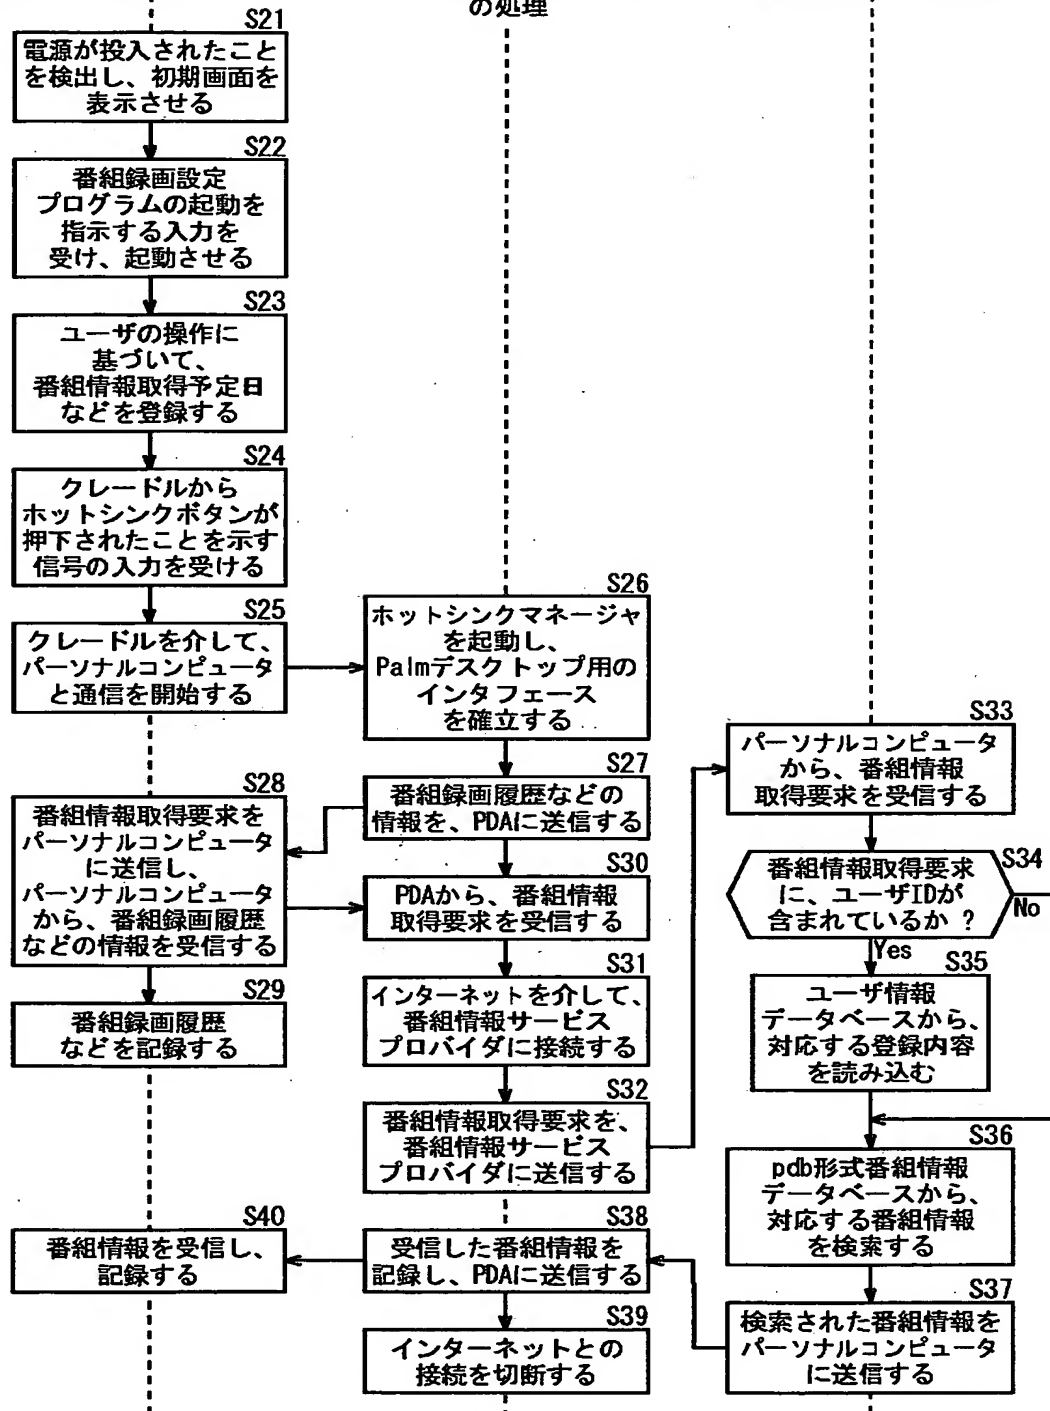 の処理
S21
電源が投入されたこと
を検出し、初期画面を
表示させる
S22
番組録画設定
プログラムの起動を
指示する入力を
受け、起動させる
S23
ユーザの操作に
基づいて、
番組情報取得予定日
などを登録する
S24
クレードルから
ホットシンクボタンが
押下されたことを示す
信号の入力を受ける
S25
クレードルを介して、
パーソナルコンピュータ
と通信を開始する
S26
ホットシンクマネージャ
を起動し、
Palmデスクトップ用の
インタフェース
を確立する
S27
番組録画履歴などの
情報を、PDAに送信する
S28
番組情報取得要求を
パーソナルコンピュータ
に送信し、
パーソナルコンピュータ
から、番組録画履歴
などの情報を受信する
S29
番組録画履歴
などを記録する
S30
PDAから、番組情報
取得要求を受信する
S31
インターネットを介して、
番組情報サービス
プロバイダに接続する
S32
番組情報取得要求を、
番組情報サービス
プロバイダに送信する
S33
パーソナルコンピュータ
から、番組情報
取得要求を受信する
S34
番組情報取得要求
に、ユーザIDが
含まれているか ?
No
Yes
S35
ユーザ情報
データベースから、
対応する登録内容
を読み込む
S36
pdb形式番組情報
データベースから、
対応する番組情報
を検索する
S37
検索された番組情報を
パーソナルコンピュータ
に送信する
S38
受信した番組情報を
記録し、PDAに送信する
S39
インターネットとの
接続を切断する
S40
番組情報を受信し、
記録する